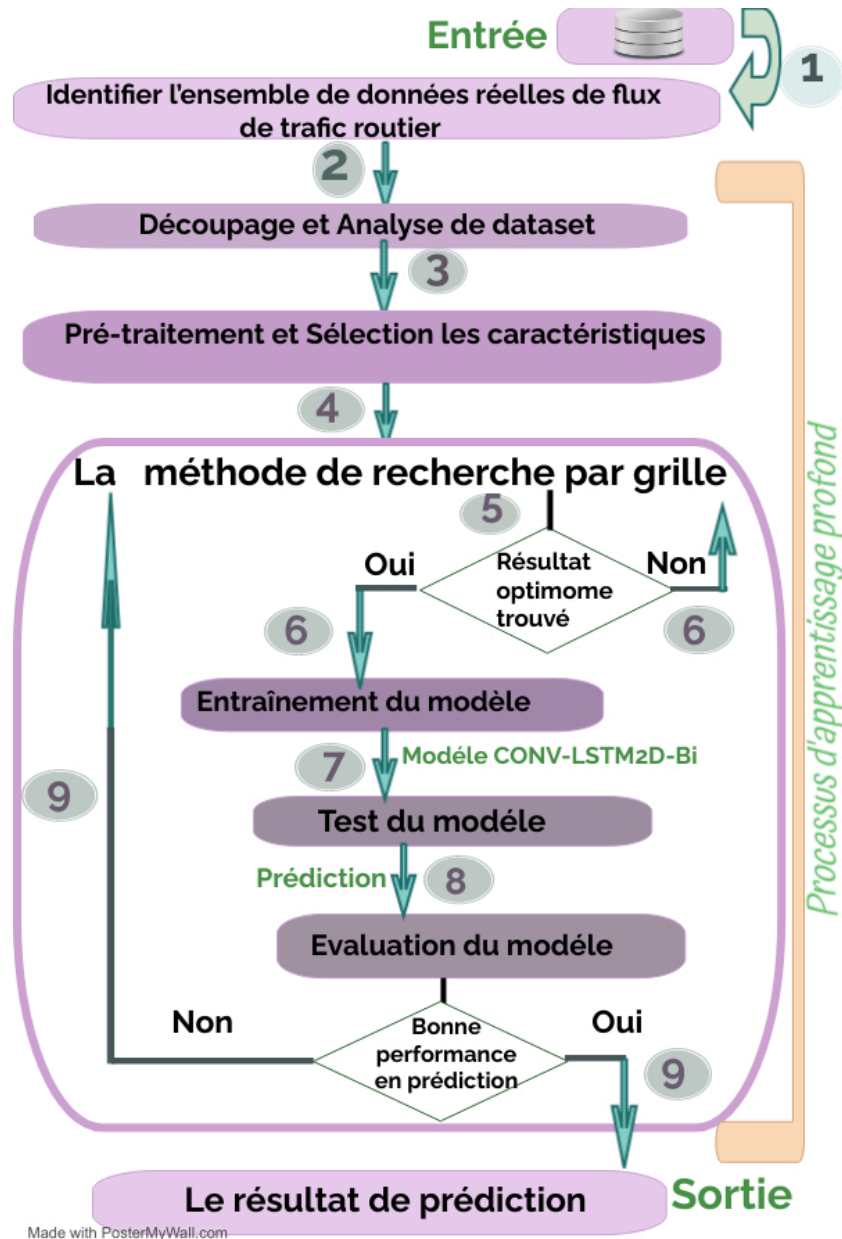 Entrée
1
Identifier l'ensemble de données réelles de flux
de trafic routier
2
Découpage et Analyse de dataset
3
Pré-traitement et Sélection les caractéristiques
4
La méthode de recherche par grille
5
Oui
Résultat
optimome
trouvé
Non
6
6
Entraînement du modèle
7
Modéle CONV-LSTM2D-Bi
Test du modéle
Prédiction
8
Evaluation du modéle
9
Non
Bonne
performance
en prédiction
Oui
9
Processus d'apprentissage profond
Le résultat de prédiction
Sortie
Made with PosterMyWall.com